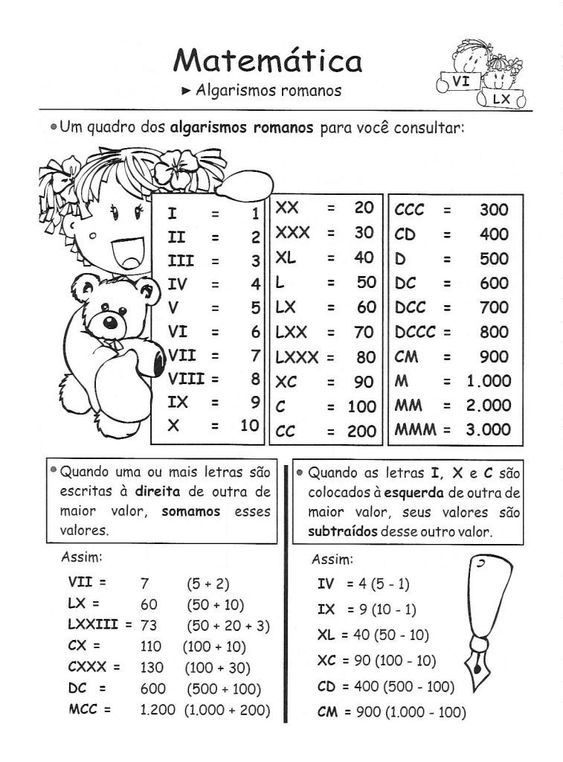 Matemática
► Algarismos romanos
VI
LX
•Um quadro dos algarismos romanos para você consultar:
I = 1
II = 2
III = 3
IV = 4
V = 5
VI = 6
VII = 7
VIII = 8
IX = 9
X = 10
XX = 20
XXX = 30
XL = 40
L = 50
LX = 60
LXX = 70
LXXX = 80
XC = 90
C = 100
CC = 200
CCC = 300
CD = 400
D = 500
DC = 600
DCC = 700
DCCC = 800
CM = 900
M = 1.000
MM = 2.000
MMM = 3.000
• Quando uma ou mais letras são
escritas à direita de outra de
maior valor, somamos esses
valores.
Assim:
VII = 7 (5 + 2)
LX = 60 (50 + 10)
LXXIII = 73 (50 + 20 + 3)
CX = 110 (100 + 10)
CXXX = 130 (100 + 30)
DC = 600 (500 + 100)
MCC = 1.200 (1.000 + 200)
• Quando as letras I, X e C são
colocados à esquerda de outra de
maior valor, seus valores são
subtraídos desse outro valor.
Assim:
IV = 4 (5 - 1)
IX = 9 (10 - 1)
XL = 40 (50 - 10)
XC = 90 (100 - 10)
CD = 400 (500 - 100)
CM = 900 (1.000 - 100)